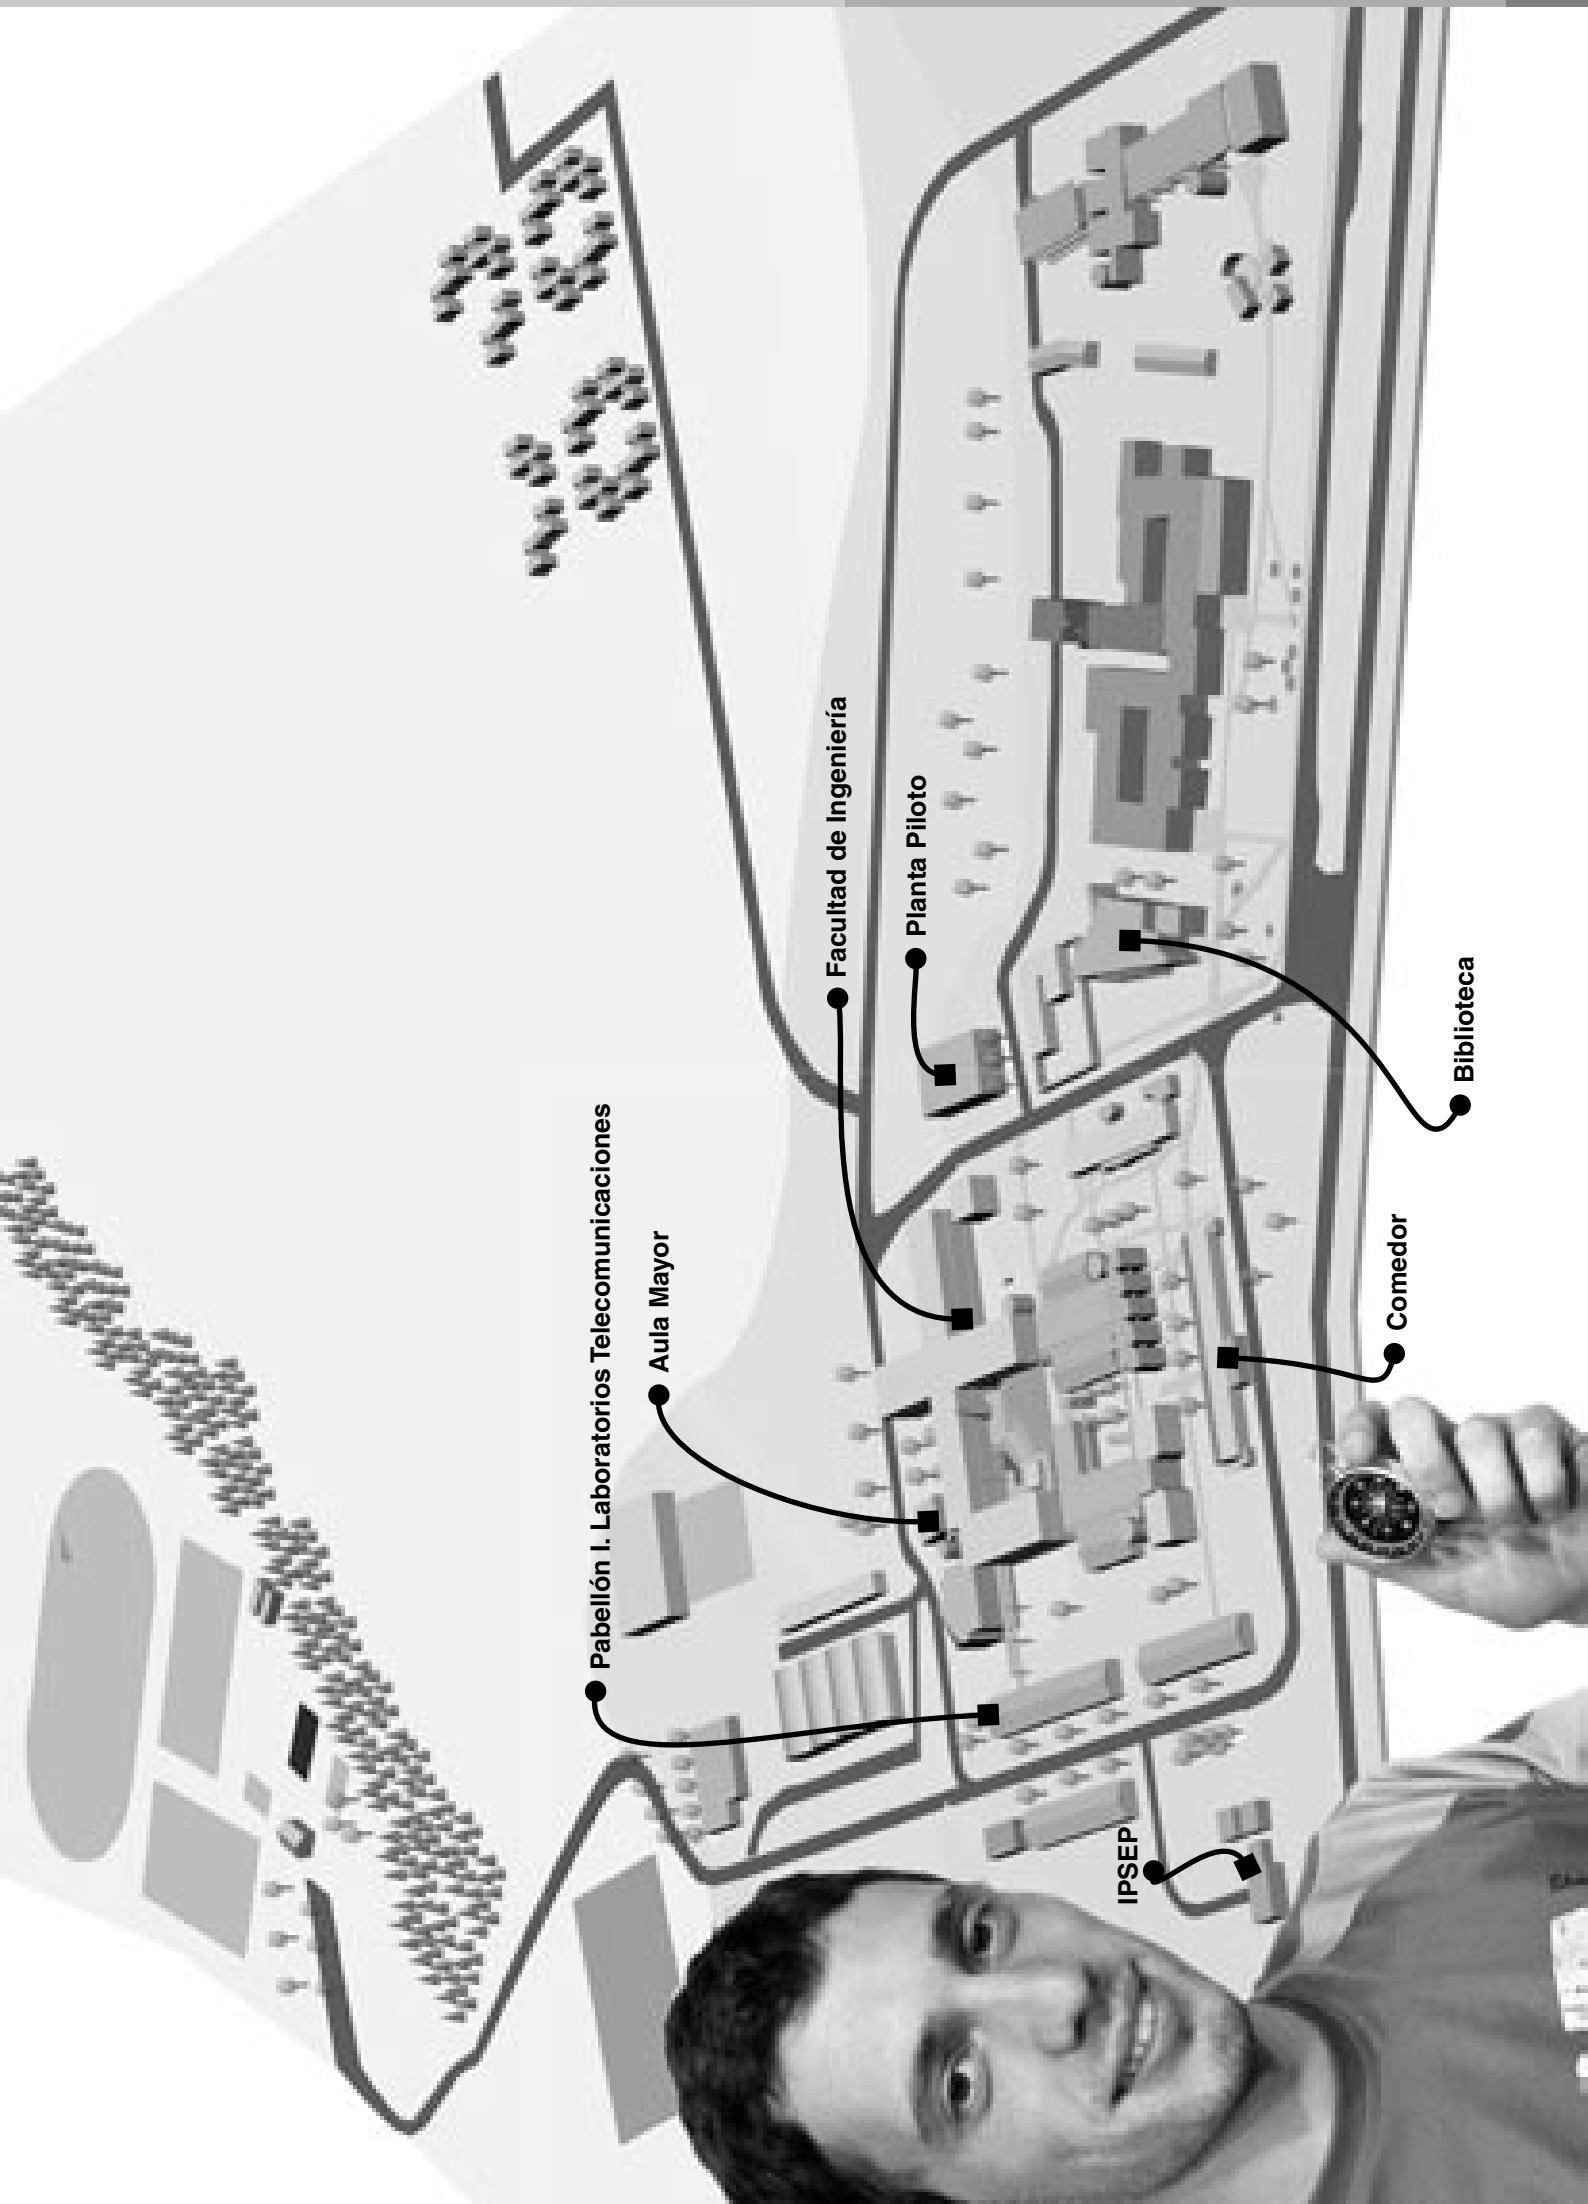 Pabellón I. Laboratorios Telecomunicaciones
Aula Mayor
Facultad de Ingeniería
Planta Piloto
IPSEP
Comedor
Biblioteca